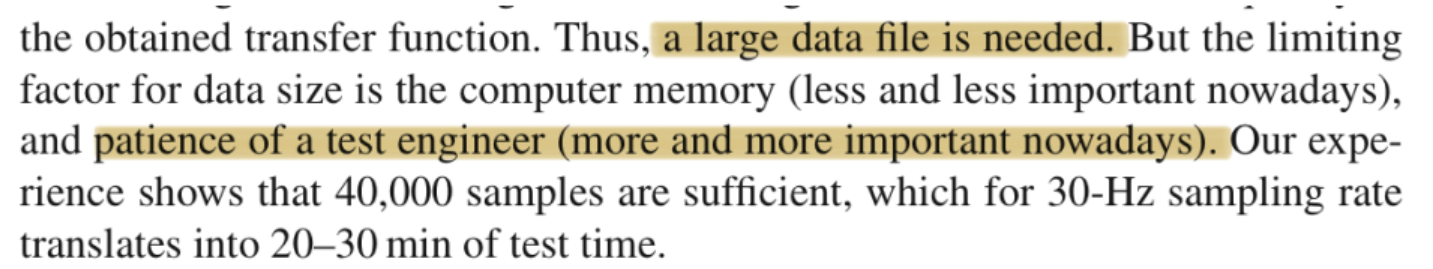 the obtained transfer function. Thus, a large data file is needed. But the limiting
factor for data size is the computer memory (less and less important nowadays),
and patience of a test engineer (more and more important nowadays). Our expe-
rience shows that 40,000 samples are sufficient, which for 30-Hz sampling rate
translates into 20–30 min of test time.